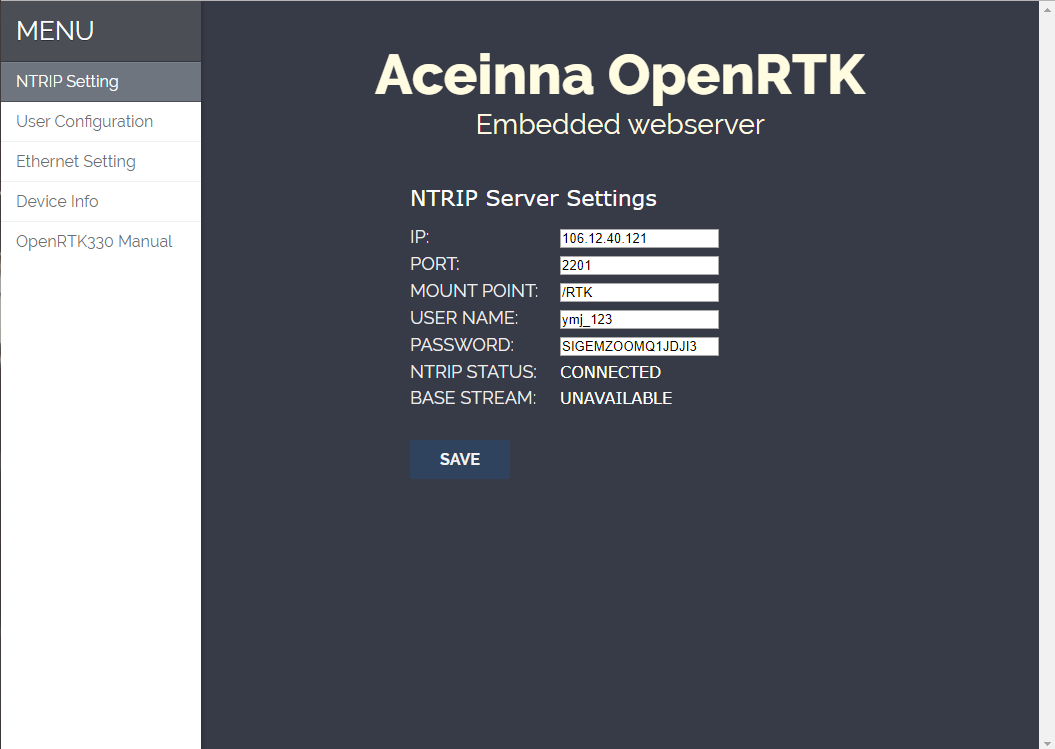 MENU
NTRIP Setting
User Configuration
Ethernet Setting
Device Info
OpenRTK330 Manual
Aceinna OpenRTK
Embedded webserver
NTRIP Server Settings
IP: 106.12.40.121
PORT: 2201
MOUNT POINT: /RTK
USER NAME: ymj_123
PASSWORD: SIGEMZOOMQ1JDJI3
NTRIP STATUS: CONNECTED
BASE STREAM: UNAVAILABLE
SAVE